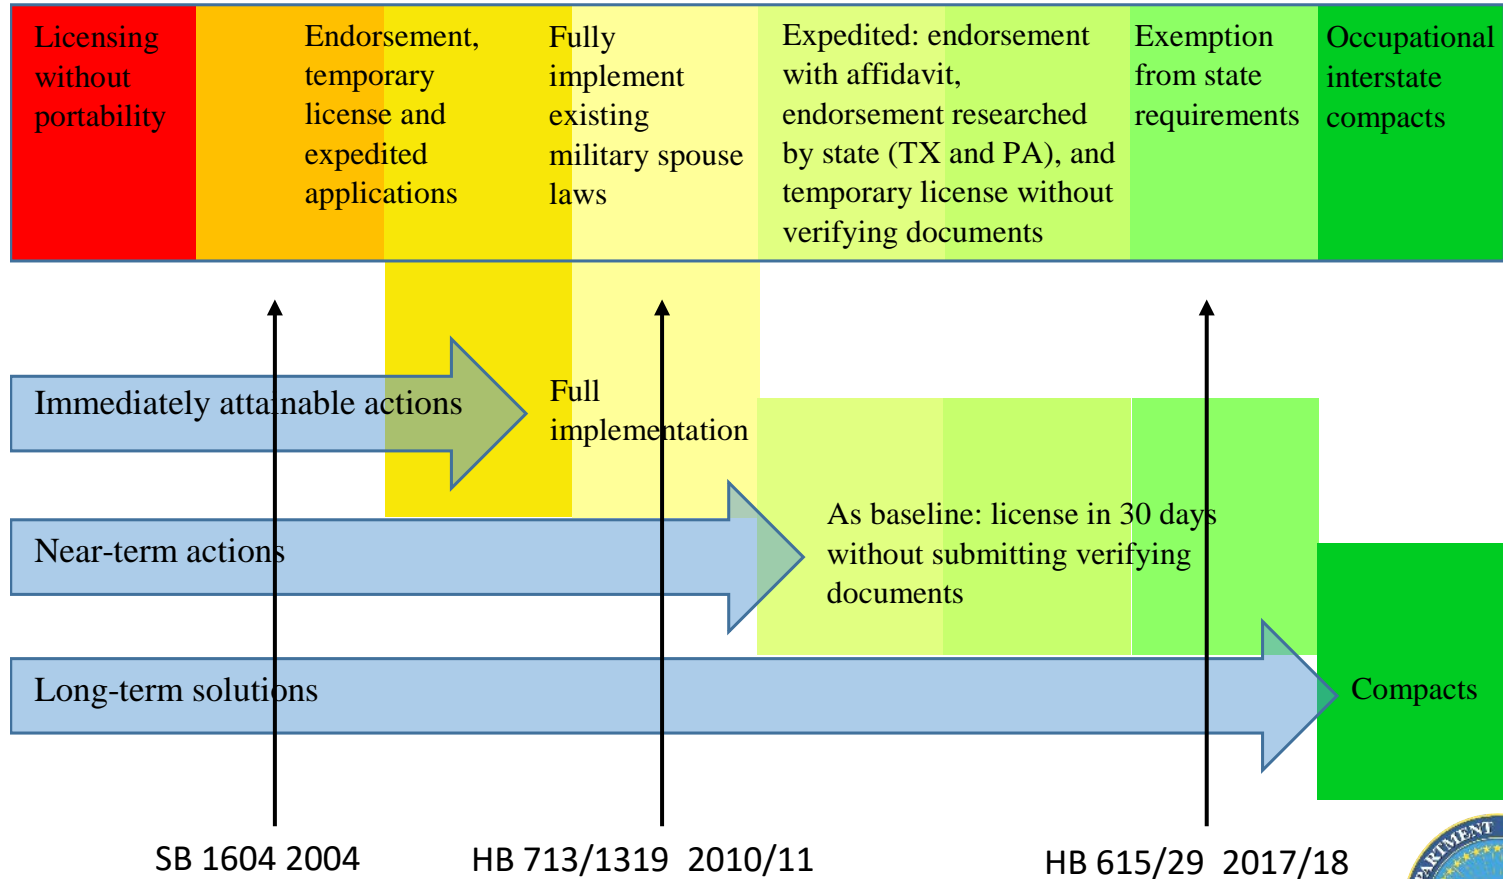 Licensing
without
portability
Endorsement,
temporary
license and
expedited
applications
Fully
implement
existing
military spouse
laws
Expedited: endorsement
with affidavit,
endorsement researched
by state (TX and PA), and
temporary license without
verifying documents
Exemption
from state
requirements
Occupational
interstate
compacts
Immediately attainable actions
Full
implementation
Near-term actions
As baseline: license in 30 days
without submitting verifying
documents
Long-term solutions
Compacts
SB 1604 2004
HB 713/1319 2010/11
HB 615/29 2017/18